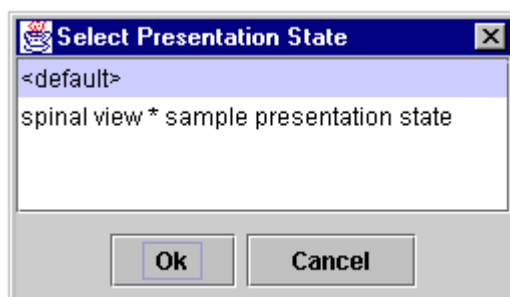 Select Presentation State
<default>
spinal view * sample presentation state
Ok Cancel